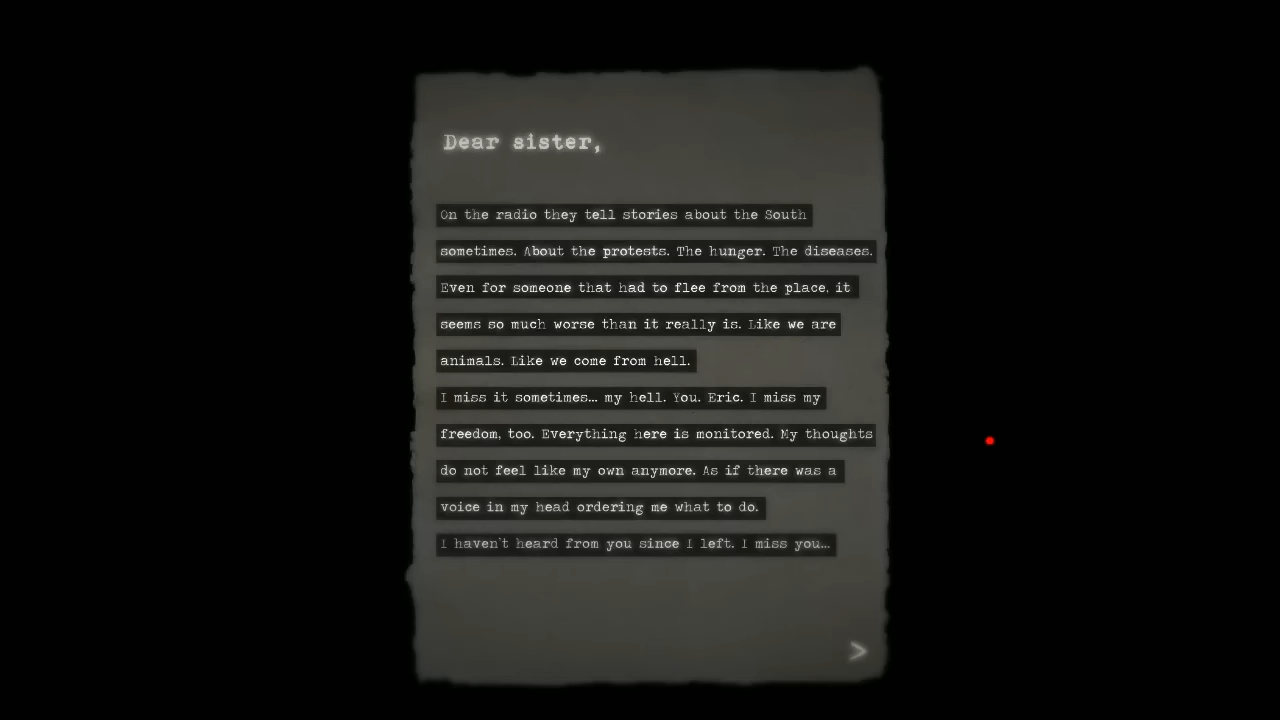 Dear sister,
On the radio they tell stories about the South
sometimes. About the protests. The hunger. The diseases.
Even for someone that had to flee from the place, it
seems so much worse than it really is. Like we are
animals. Like we come from hell.
I miss it sometimes... my hell. You. Eric. I miss my
freedom, too. Everything here is monitored. My thoughts
do not feel like my own anymore. As if there was a
voice in my head ordering me what to do.
I haven't heard from you since I left. I miss you...
>